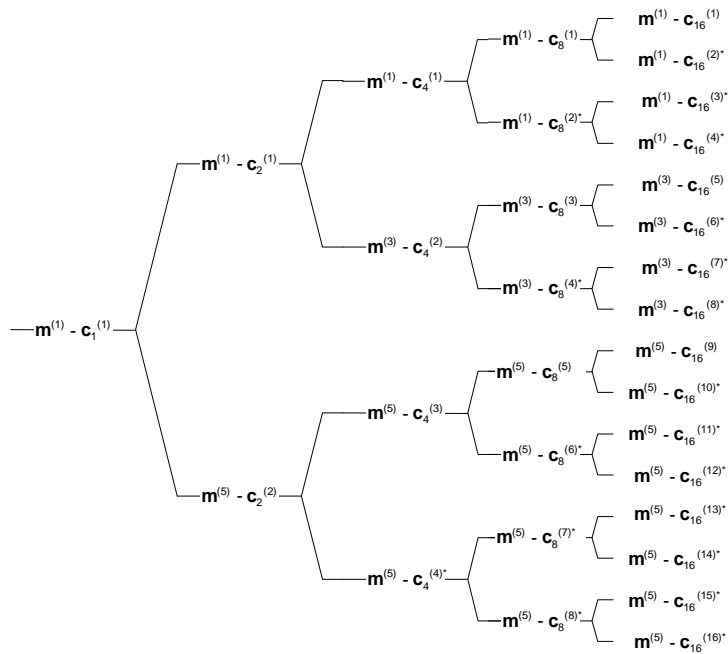 m(1) - c16(1)
m(1) - c8(1)
m(1) - c16(2)*
m(1) - c4(1)
m(1) - c16(3)*
m(1) - c8(2)*
m(1) - c16(4)*
m(1) - c2(1)
m(3) - c16(5)
m(3) - c8(3)
m(3) - c16(6)*
m(3) - c4(2)
m(3) - c16(7)*
m(3) - c8(4)*
m(3) - c16(8)*
m(1) - c1(1)
m(5) - c16(9)
m(5) - c8(5)
m(5) - c16(10)*
m(5) - c4(3)
m(5) - c16(11)*
m(5) - c8(6)*
m(5) - c16(12)*
m(5) - c2(2)
m(5) - c16(13)*
m(5) - c8(7)*
m(5) - c16(14)*
m(5) - c4(4)*
m(5) - c16(15)*
m(5) - c8(8)*
m(5) - c16(16)*